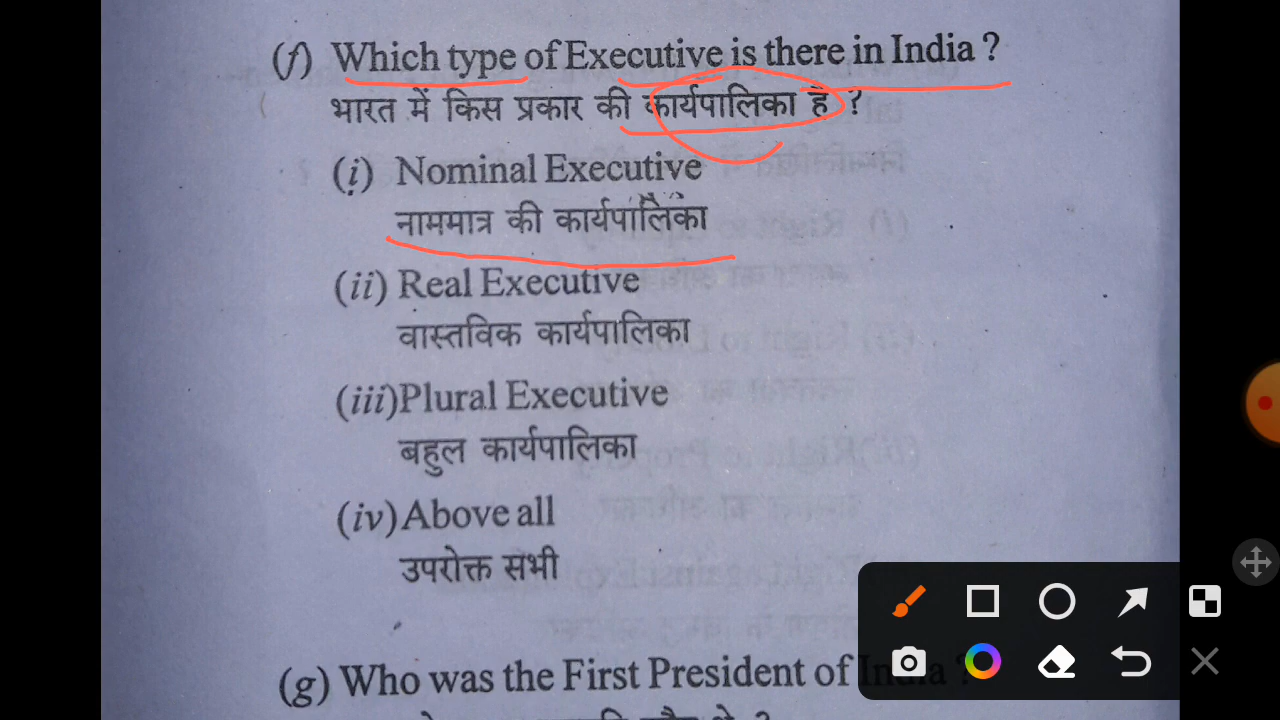 (f) Which type of Executive is there in India ?
भारत में किस प्रकार की कार्यपालिका है ?
(i) Nominal Executive
नाममात्र की कार्यपालिका
(ii) Real Executive
वास्तविक कार्यपालिका
(iii) Plural Executive
बहुल कार्यपालिका
(iv) Above all
उपरोक्त सभी
(g) Who was the First President of India ?